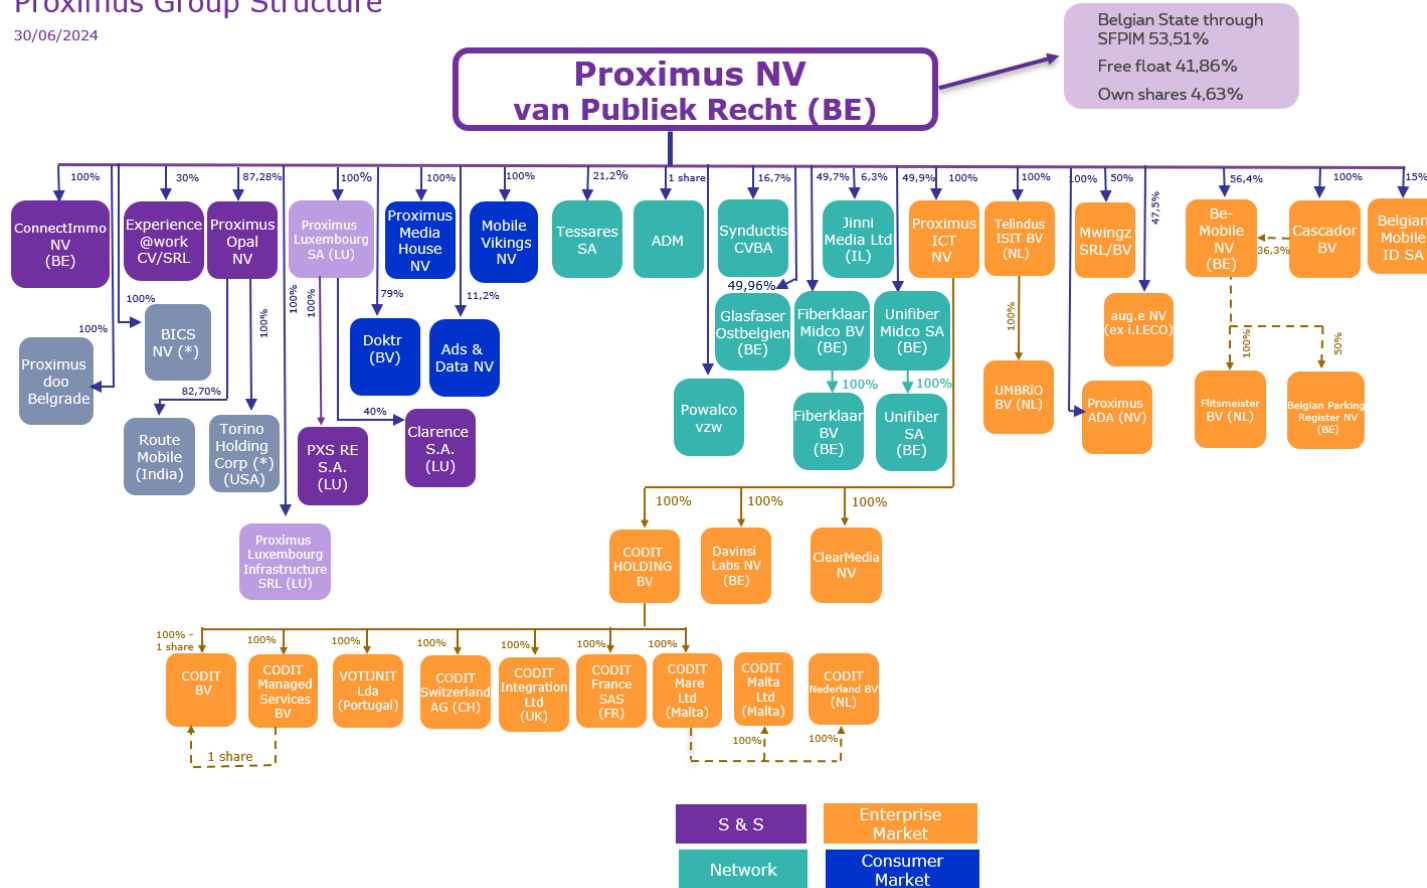 Proximus Group Structure
30/06/2024
Belgian State through
SFPIM 53,51%
Free float 41,86%
Own shares 4,63%
Proximus NV
van Publiek Recht (BE)
100%
30%
87,28%
100%
100%
100%
21,2%
1 share
16,7%
49,7%
6,3%
49,9%
100%
100%
100%
50%
47,5%
56,4%
100%
15%
ConnectImmo
NV
(BE)
Experience
@work
CV/SRL
Proximus
Opal
NV
Proximus
Luxembourg
SA (LU)
Proximus
Media
House
NV
Mobile
Vikings
NV
Tessares
SA
ADM
Synductis
CVBA
Jinni
Media Ltd
(IL)
Proximus
ICT
NV
Telindus
ISIT BV
(NL)
Mwingz
SRL/BV
Be-
Mobile
NV
(BE)
36,3%
Cascador
BV
Belgian
Mobile
ID SA
100%
100%
100%
100%
100%
79%
11,2%
49,96%
BICS
NV (*)
Proximus
doo
Belgrade
Doktr
(BV)
Ads &
Data NV
Glasfaser
Ostbelgien
(BE)
Fiberklaar
Midco BV
(BE)
Unifiber
Midco SA
(BE)
100%
aug.e NV
(ex i.LECO)
100%
50%
82,70%
40%
100%
100%
Route
Mobile
(India)
Torino
Holding
Corp (*)
(USA)
PXS RE
S.A.
(LU)
Clarence
S.A.
(LU)
Powalco
vzw
Fiberklaar
BV
(BE)
Unifiber
SA
(BE)
UMBRiO
BV (NL)
Proximus
ADA (NV)
Flitsmeister
BV (NL)
Belgian Parking
Register NV
(BE)
Proximus
Luxembourg
Infrastructure
SRL (LU)
100%
100%
100%
CODIT
HOLDING
BV
Davinsi
Labs NV
(BE)
ClearMedia
NV
100% -
1 share
100%
100%
100%
100%
100%
100%
CODIT
BV
CODIT
Managed
Services
BV
VOTIJNIT
Lda
(Portugal)
CODIT
Switzerland
AG (CH)
CODIT
Integration
Ltd
(UK)
CODIT
France
SAS
(FR)
CODIT
Mare
Ltd
(Malta)
CODIT
Malta
Ltd
(Malta)
CODIT
Nederland BV
(NL)
1 share
100%
100%
S & S
Enterprise
Market
Network
Consumer
Market